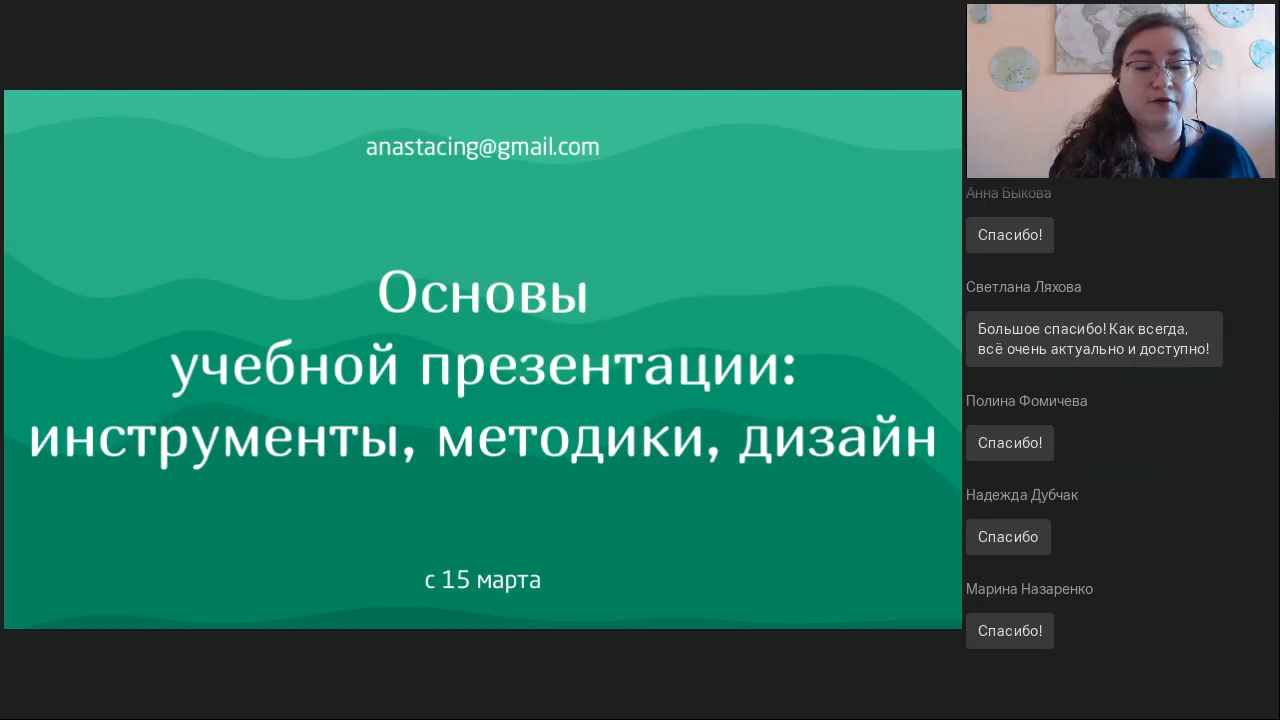 anastacing@gmail.com
Основы
учебной презентации:
инструменты, методики, дизайн
с 15 марта
Анна Быкова
Спасибо!
Светлана Ляхова
Большое спасибо! Как всегда,
всё очень актуально и доступно!
Полина Фомичева
Спасибо!
Надежда Дубчак
Спасибо
Марина Назаренко
Спасибо!